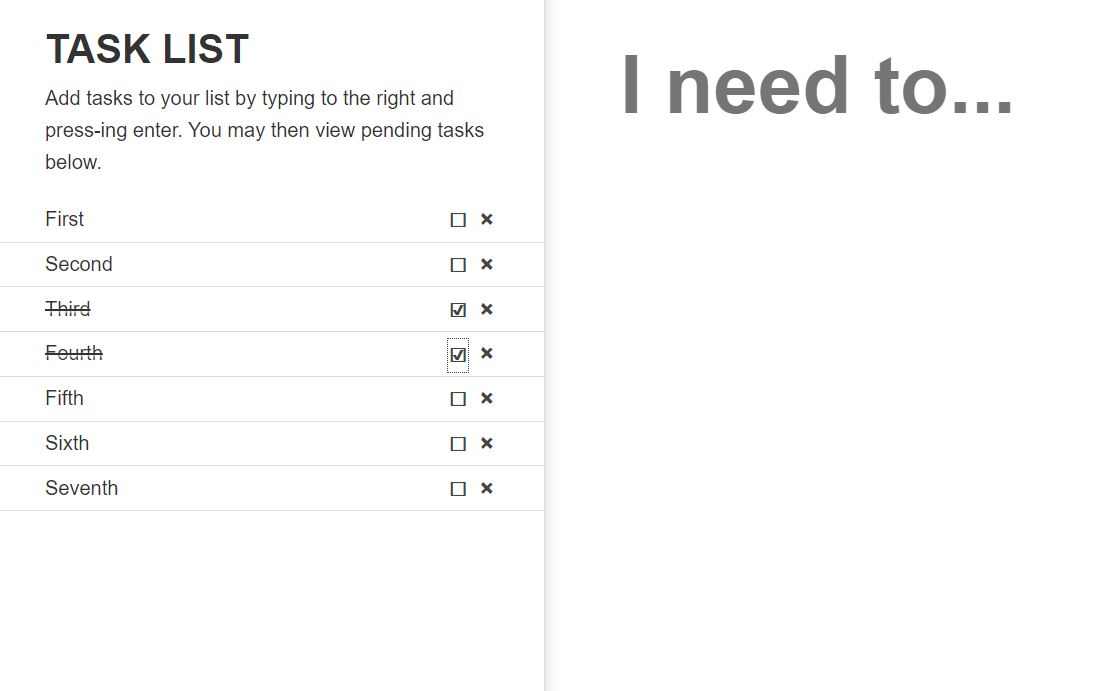 TASK LIST
Add tasks to your list by typing to the right and
press-ing enter. You may then view pending tasks
below.
First
Second
Third
Fourth
Fifth
Sixth
Seventh
I need to...